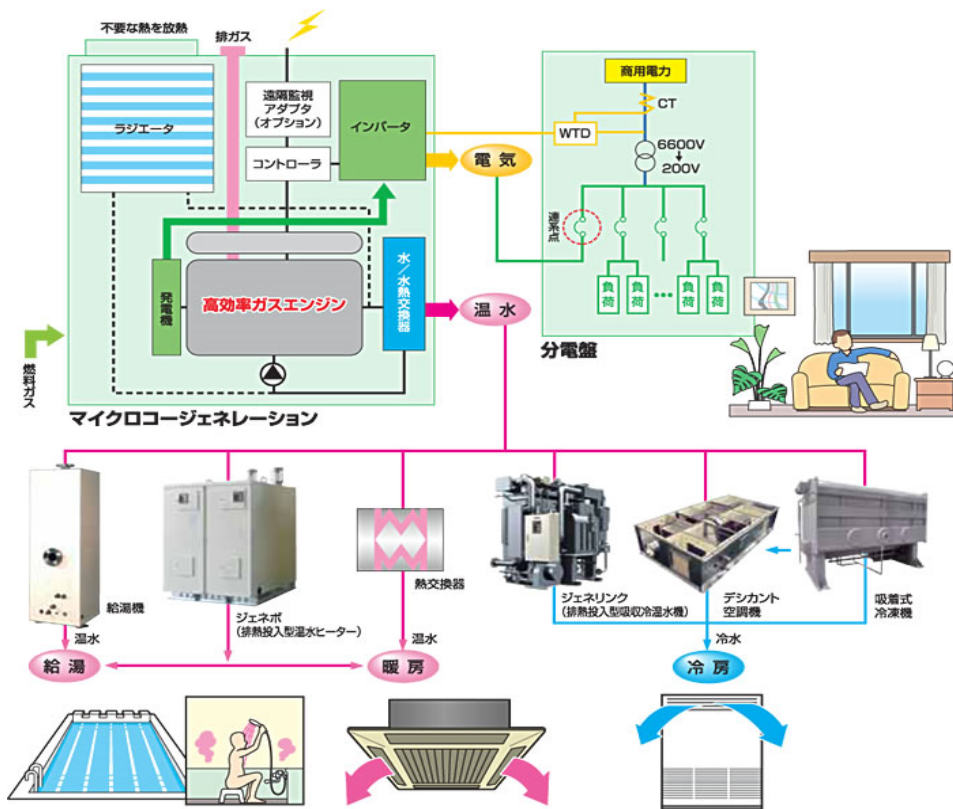 不要な熱を放熱
排ガス
ラジエータ
遠隔監視
アダプタ
(オプション)
コントローラ
インバータ
電気
商用電力
CT
WTD
6600V
200V
連系点
負荷
負荷
負荷
負荷
分電盤
発電機
高効率ガスエンジン
水/水熱交換器
温水
燃料ガス
マイクロコージェネレーション
給湯機
ジェネボ
(排熱投入型温水ヒーター)
熱交換器
ジェネリンク
(排熱投入型吸収冷温水機)
デシカント
空調機
吸着式
冷凍機
温水
温水
冷水
給湯
暖房
冷房